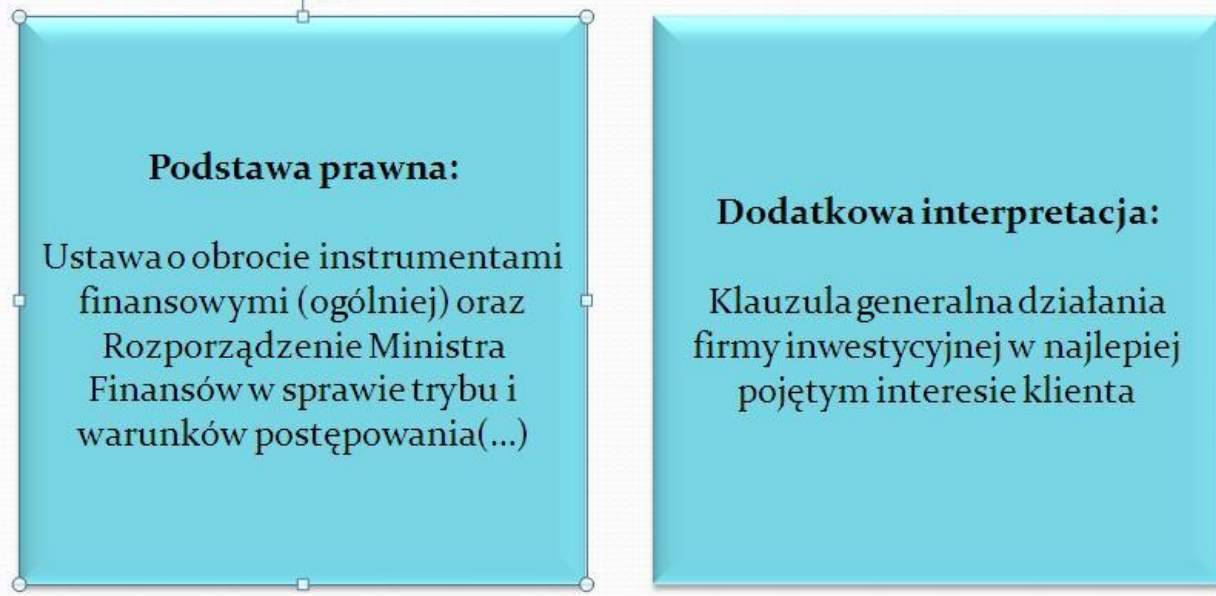 Podstawa prawna:
Ustawa o obrocie instrumentami
finansowymi (ogólniej) oraz
Rozporządzenie Ministra
Finansów w sprawie trybu i
warunków postępowania(...)
Dodatkowa interpretacja:
Klauzula generalna działania
firmy inwestycyjnej w najlepiej
pojętym interesie klienta